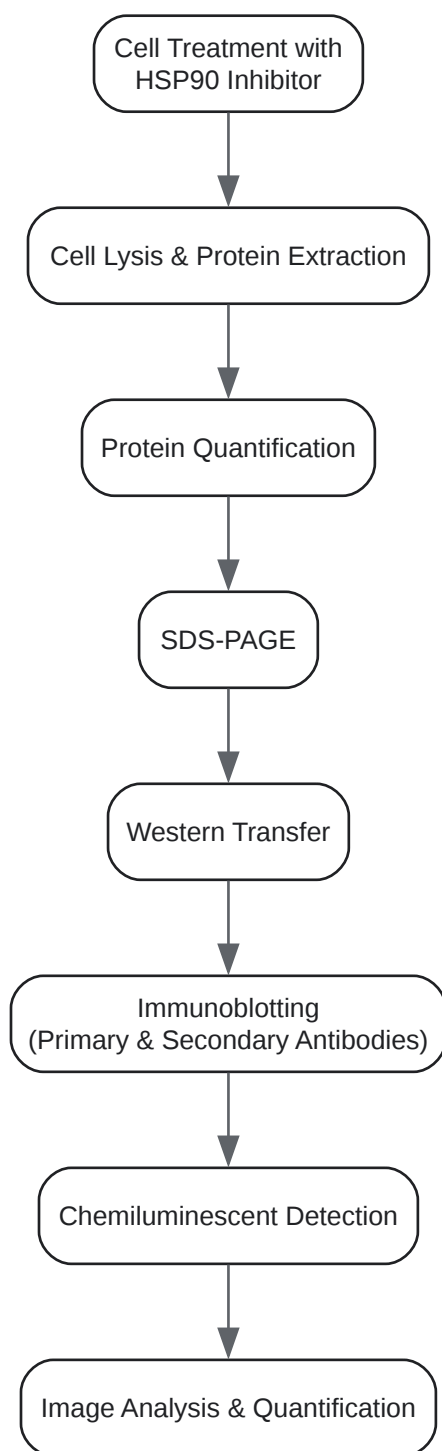 Cell Treatment with
HSP90 Inhibitor
Cell Lysis & Protein Extraction
Protein Quantification
SDS-PAGE
Western Transfer
Immunoblotting
(Primary & Secondary Antibodies)
Chemiluminescent Detection
Image Analysis & Quantification